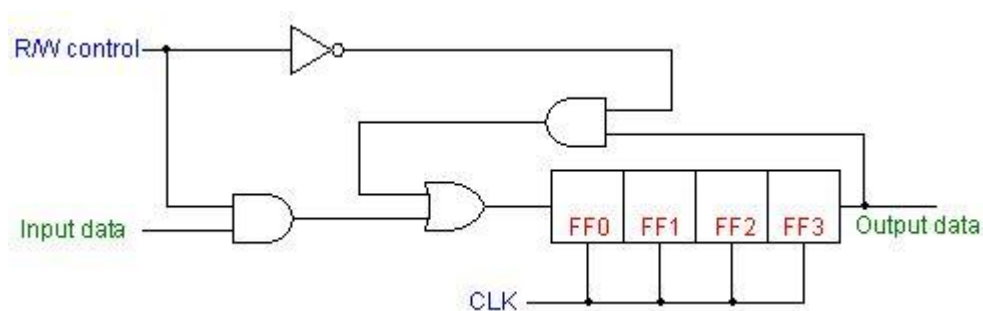 R/W control
Input data
FF0 FF1 FF2 FF3
Output data
CLK